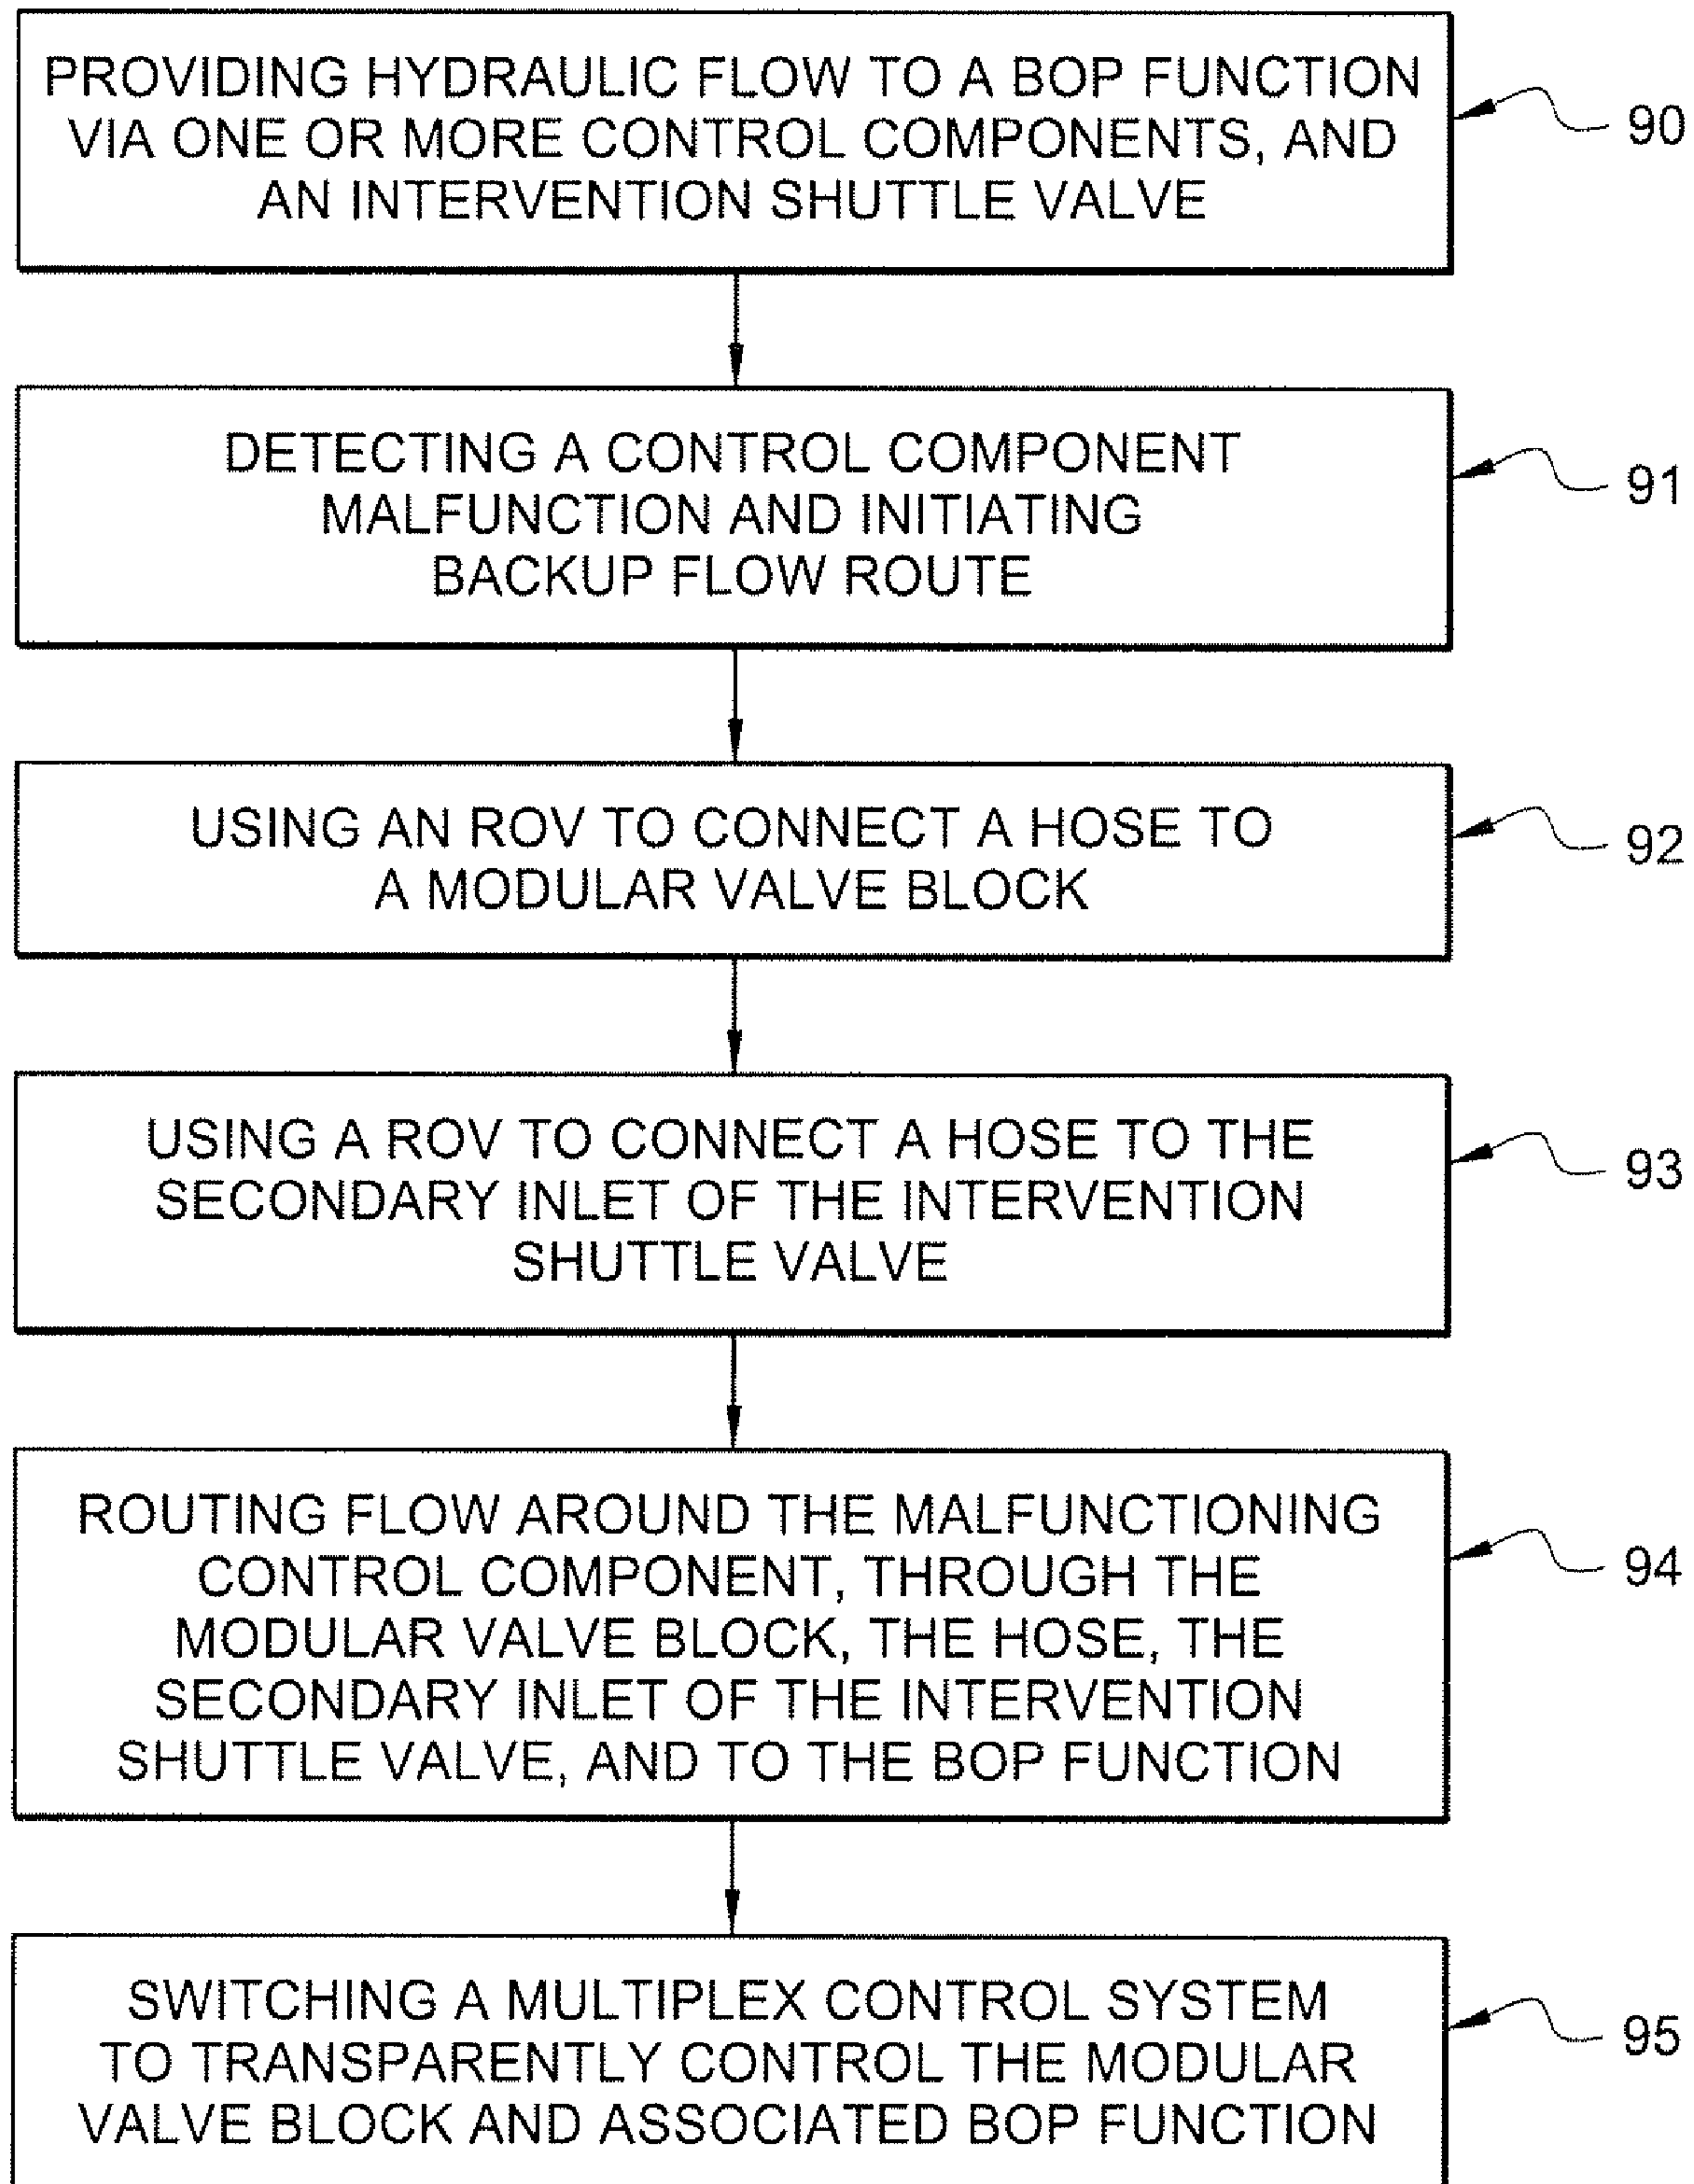 PROVIDING HYDRAULIC FLOW TO A BOP FUNCTION
VIA ONE OR MORE CONTROL COMPONENTS, AND
AN INTERVENTION SHUTTLE VALVE
90
DETECTING A CONTROL COMPONENT
MALFUNCTION AND INITIATING
BACKUP FLOW ROUTE
91
USING AN ROV TO CONNECT A HOSE TO
A MODULAR VALVE BLOCK
92
USING A ROV TO CONNECT A HOSE TO THE
SECONDARY INLET OF THE INTERVENTION
SHUTTLE VALVE
93
ROUTING FLOW AROUND THE MALFUNCTIONING
CONTROL COMPONENT, THROUGH THE
MODULAR VALVE BLOCK, THE HOSE, THE
SECONDARY INLET OF THE INTERVENTION
SHUTTLE VALVE, AND TO THE BOP FUNCTION
94
SWITCHING A MULTIPLEX CONTROL SYSTEM
TO TRANSPARENTLY CONTROL THE MODULAR
VALVE BLOCK AND ASSOCIATED BOP FUNCTION
95